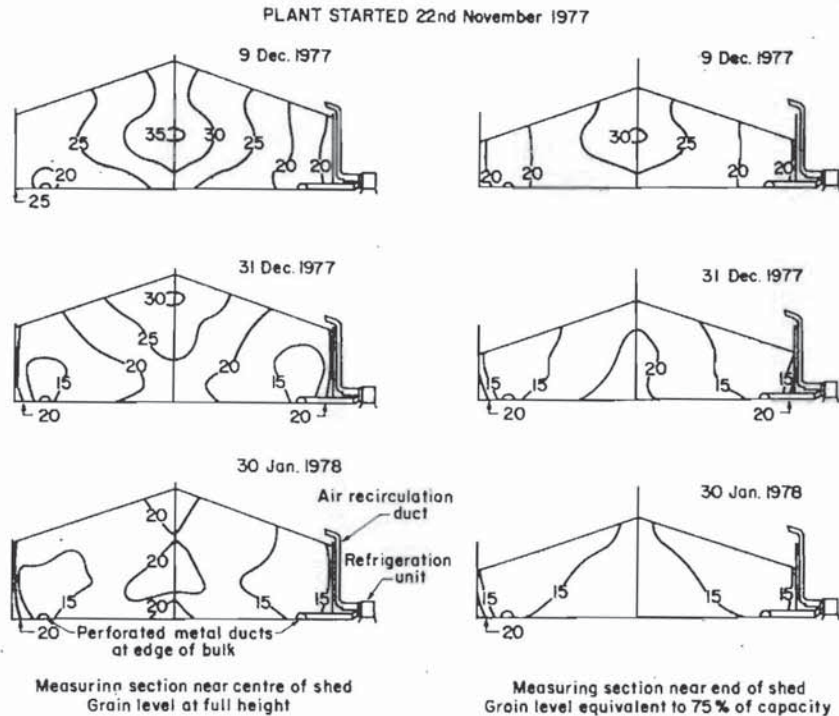 PLANT STARTED 22nd November 1977
9 Dec. 1977
9 Dec. 1977
25
35
30
25
20
20
20
25
30
25
20
20
20
20
31 Dec. 1977
31 Dec. 1977
30
25
20
20
15
15
20
20
15
20
15
15
20
20
30 Jan. 1978
30 Jan. 1978
Air recirculation
duct
Refrigeration
unit
20
20
20
15
15
15
20
Perforated metal ducts
at edge of bulk
15
15
15
15
20
Measurinn section near centre of shed
Grain level at full height
Measuring section near end of shed
Groin level equivalent to 75% of capacity